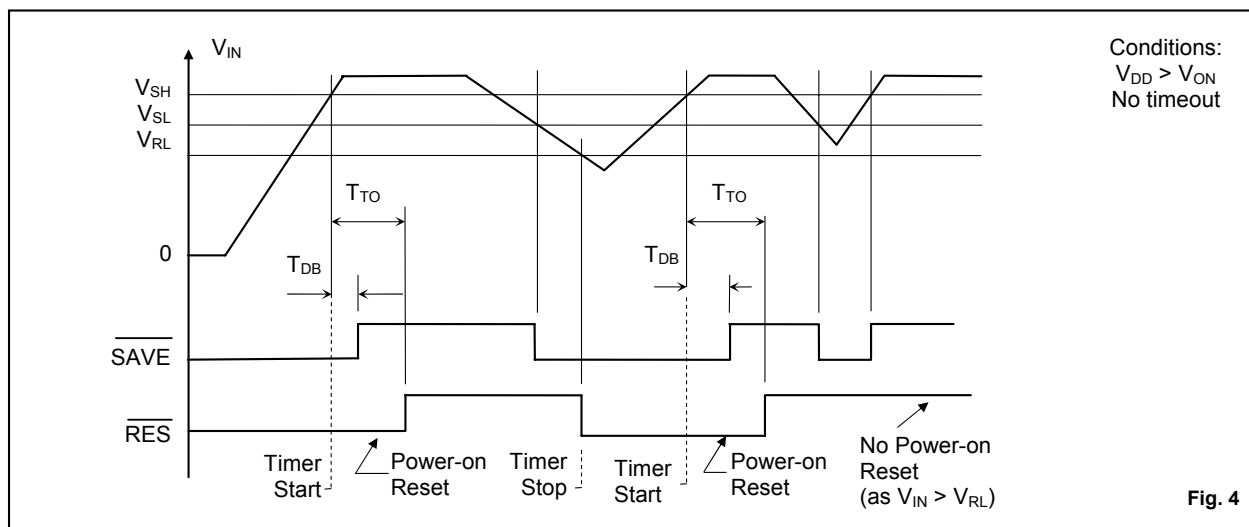 V_IN
Conditions:
V_DD > V_ON
No timeout
V_SH
V_SL
V_RL
T_TO
0
T_DB
T_DB
SAVE
RES
Timer
Start
Power-on
Reset
Timer
Stop
Timer
Start
Power-on
Reset
No Power-on
Reset
(as V_IN > V_RL)
T_TO
Fig. 4